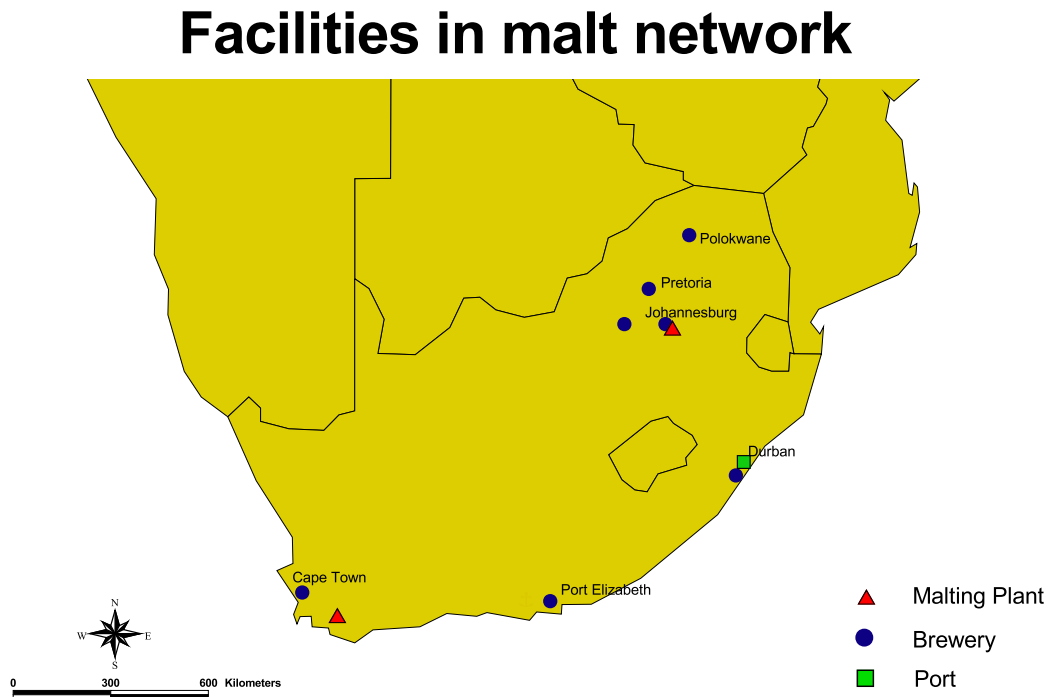 Facilities in malt network
Polokwane
Pretoria
Johannesburg
Durban
Cape Town
Port Elizabeth
N
W E
S
0 300 600 Kilometers
Malting Plant
Brewery
Port